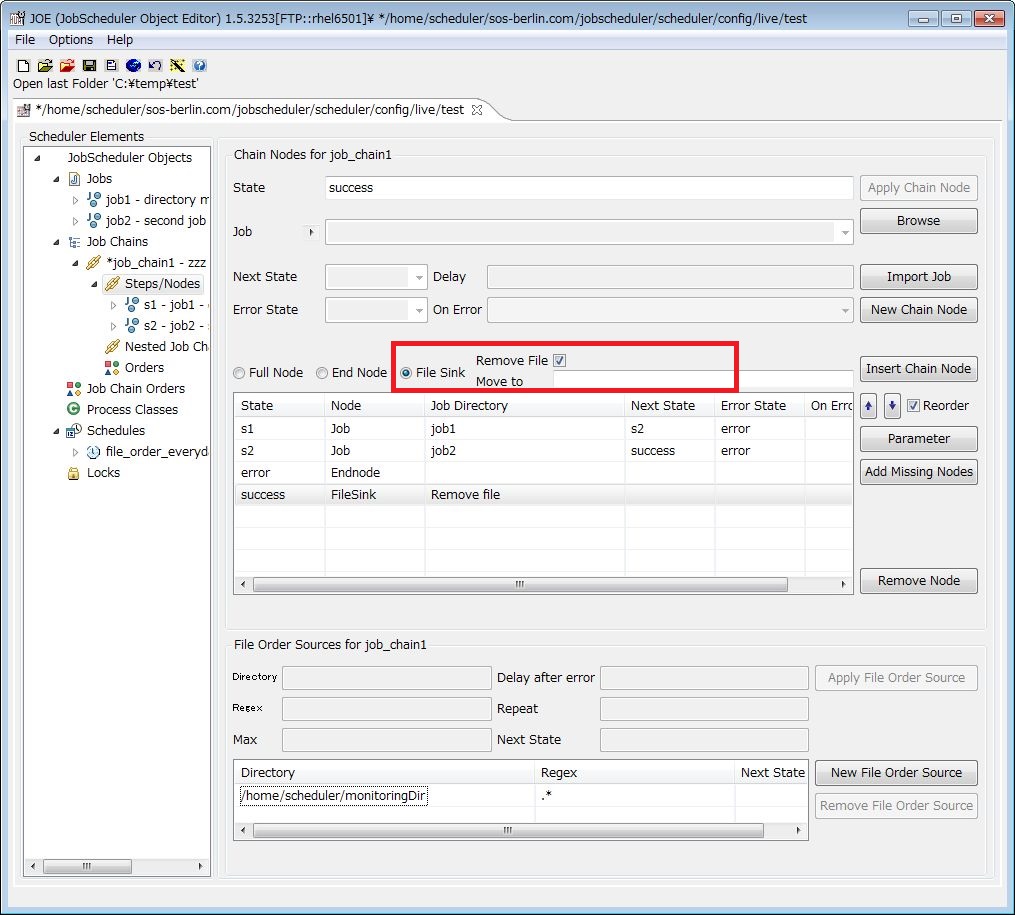 JOE (JobScheduler Object Editor) 1.5.3253[FTP::rhel6501]¥ */home/scheduler/sos-berlin.com/jobscheduler/scheduler/config/live/test
File Options Help
Open last Folder 'C:¥temp¥test'
*/home/scheduler/sos-berlin.com/jobscheduler/scheduler/config/live/test
Scheduler Elements
JobScheduler Objects
Jobs
job1 - directory m
job2 - second job
Job Chains
*job_chain1 - zzz
Steps/Nodes
s1 - job1 -
s2 - job2 -
Nested Job Ch
Orders
Job Chain Orders
Process Classes
Schedules
file_order_everyd
Locks
Chain Nodes for job_chain1
State success Apply Chain Node
Job Browse
Next State Delay Import Job
Error State On Error New Chain Node
Full Node End Node File Sink Remove File Insert Chain Node
Move to
State Node Job Directory Next State Error State On Erro Reorder
s1 Job job1 s2 error
s2 Job job2 success error
error Endnode
success FileSink Remove file
Parameter
Add Missing Nodes
Remove Node
File Order Sources for job_chain1
Directory Delay after error Apply File Order Source
Regex Repeat
Max Next State
Directory Regex Next State New File Order Source
/home/scheduler/monitoringDir .* Remove File Order Source